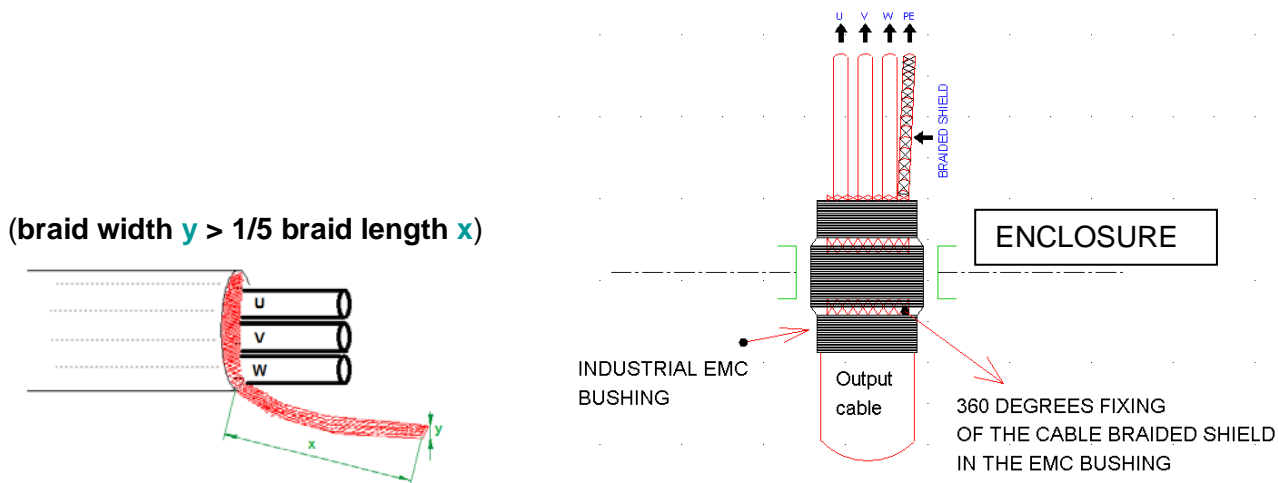 (braid width y > 1/5 braid length x)
U
V
W
x
y
U V W PE
BRAIDED SHIELD
ENCLOSURE
INDUSTRIAL EMC
BUSHING
Output
cable
360 DEGREES FIXING
OF THE CABLE BRAIDED SHIELD
IN THE EMC BUSHING